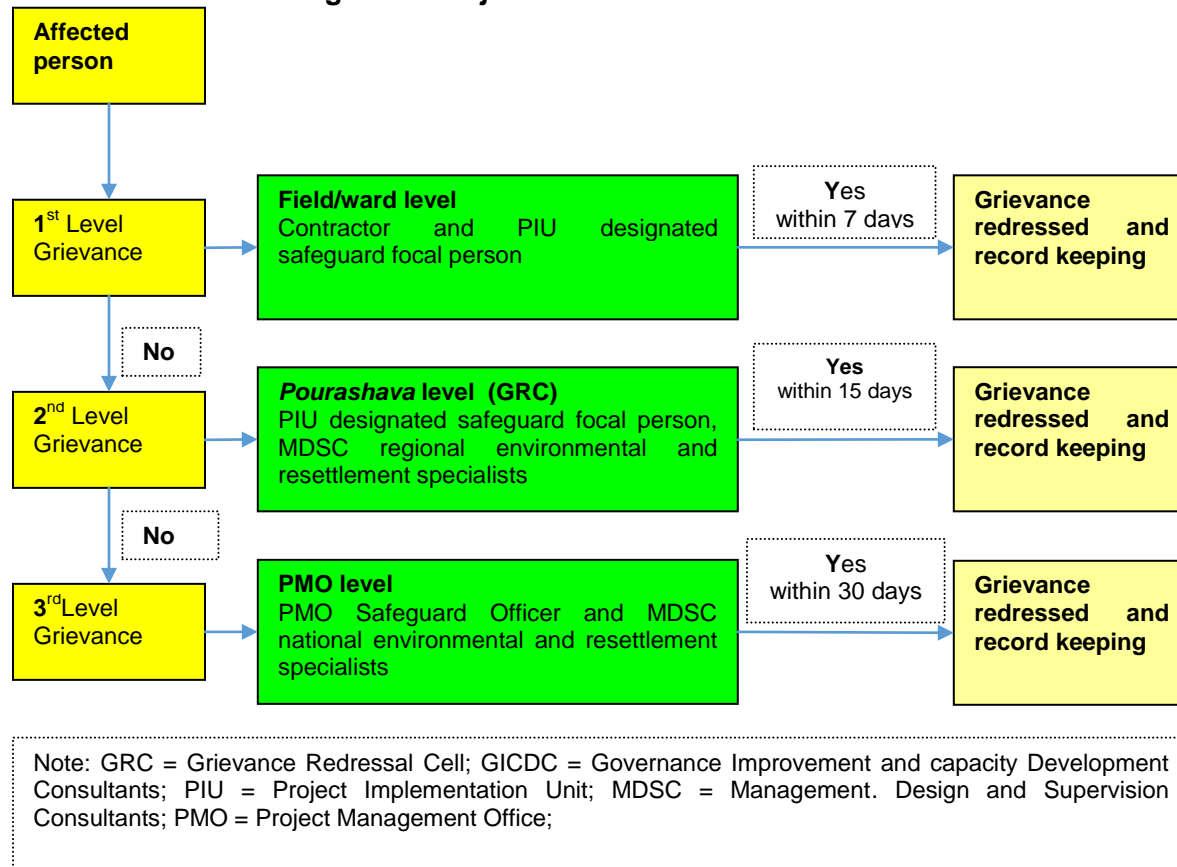 Affected
person
1st Level
Grievance
Field/ward level
Contractor and PIU designated
safeguard focal person
Yes
within 7 days
Grievance
redressed and
record keeping
No
2nd Level
Grievance
Pourashava level (GRC)
PIU designated safeguard focal person,
MDSC regional environmental and
resettlement specialists
Yes
within 15 days
Grievance
redressed and
record keeping
No
3rd Level
Grievance
PMO level
PMO Safeguard Officer and MDSC
national environmental and resettlement
specialists
Yes
within 30 days
Grievance
redressed and
record keeping
Note: GRC = Grievance Redressal Cell; GICDC = Governance Improvement and capacity Development
Consultants; PIU = Project Implementation Unit; MDSC = Management. Design and Supervision
Consultants; PMO = Project Management Office;